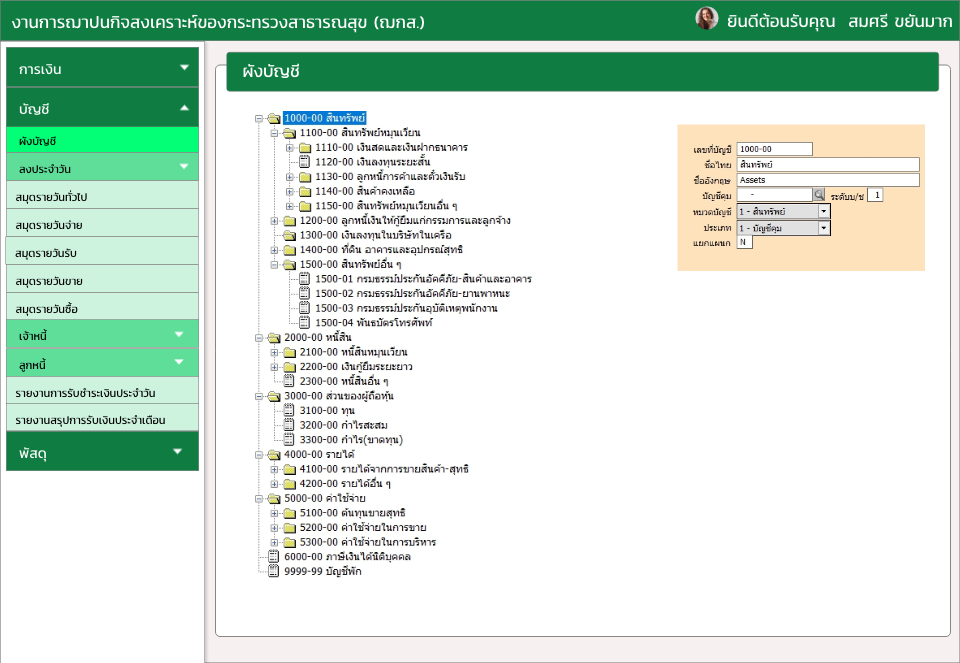 งานการฌาปนกิจสงเคราะห์ของกระทรวงสาธารณสุข (ฌกส.)
ยินดีต้อนรับคุณ สมศรี ขยันมาก
การเงิน
บัญชี
ผังบัญชี
ลงประจำวัน
สมุดรายวันทั่วไป
สมุดรายวันจ่าย
สมุดรายวันรับ
สมุดรายวันขาย
สมุดรายวันซื้อ
เจ้าหนี้
ลูกหนี้
รายงานการรับชำระเงินประจำวัน
รายงานสรุปการรับเงินประจำเดือน
พัสดุ
ผังบัญชี
1000-00 สินทรัพย์
1100-00 สินทรัพย์หมุนเวียน
1110-00 เงินสดและเงินฝากธนาคาร
1120-00 เงินลงทุนระยะสั้น
1130-00 ลูกหนี้การค้าและตั๋วเงินรับ
1140-00 สินค้าคงเหลือ
1150-00 สินทรัพย์หมุนเวียนอื่น ๆ
1200-00 ลูกหนี้เงินให้กู้ยืมแก่กรรมการและลูกจ้าง
1300-00 เงินลงทุนในบริษัทในเครือ
1400-00 ที่ดิน อาคารและอุปกรณ์สุทธิ
1500-00 สินทรัพย์อื่น ๆ
1500-01 กรมธรรม์ประกันอัคคีภัย-สินค้าและอาคาร
1500-02 กรมธรรม์ประกันอัคคีภัย-ยานพาหนะ
1500-03 กรมธรรม์ประกันอุบัติเหตุพนักงาน
1500-04 พันธบัตรโทรศัพท์
2000-00 หนี้สิน
2100-00 หนี้สินหมุนเวียน
2200-00 เงินกู้ยืมระยะยาว
2300-00 หนี้สินอื่น ๆ
3000-00 ส่วนของผู้ถือหุ้น
3100-00 ทุน
3200-00 กำไรสะสม
3300-00 กำไร(ขาดทุน)
4000-00 รายได้
4100-00 รายได้จากการขายสินค้า-สุทธิ
4200-00 รายได้อื่น ๆ
5000-00 ค่าใช้จ่าย
5100-00 ต้นทุนขายสุทธิ
5200-00 ค่าใช้จ่ายในการขาย
5300-00 ค่าใช้จ่ายในการบริหาร
6000-00 ภาษีเงินได้นิติบุคคล
9999-99 บัญชีพัก
เลขที่บัญชี 1000-00
ชื่อไทย สินทรัพย์
ชื่ออังกฤษ Assets
บัญชีคุม - ระดับบ/ช 1
หมวดบัญชี 1 - สินทรัพย์
ประเภท 1 - บัญชีคุม
แยกแผนก N